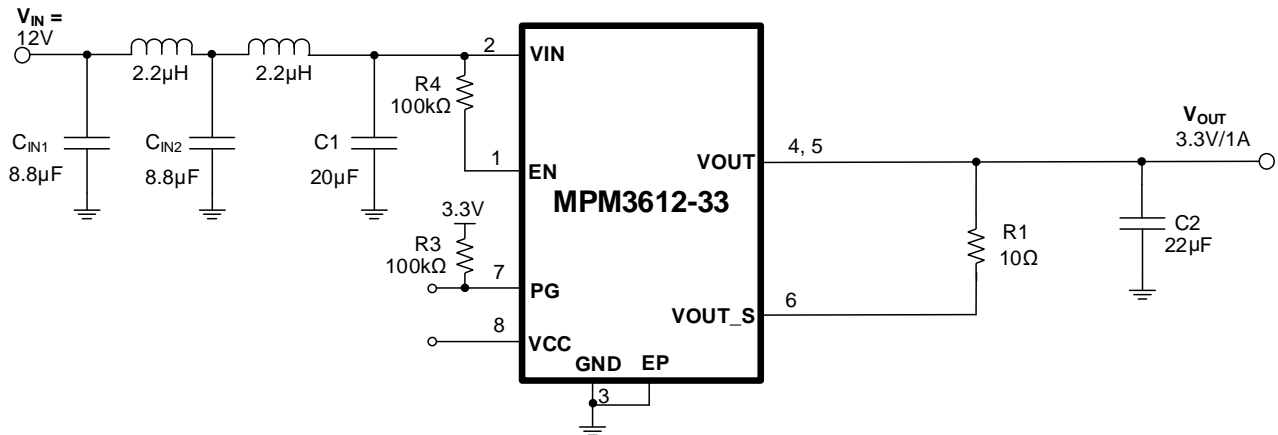 VIN =
12V
2.2µH
2.2µH
CIN1
8.8µF
CIN2
8.8µF
C1
20µF
R4
100kΩ
2
VIN
1
EN
3.3V
R3
100kΩ
7
PG
8
VCC
MPM3612-33
GND
EP
3
VOUT
4, 5
VOUT_S
6
R1
10Ω
C2
22µF
VOUT
3.3V/1A